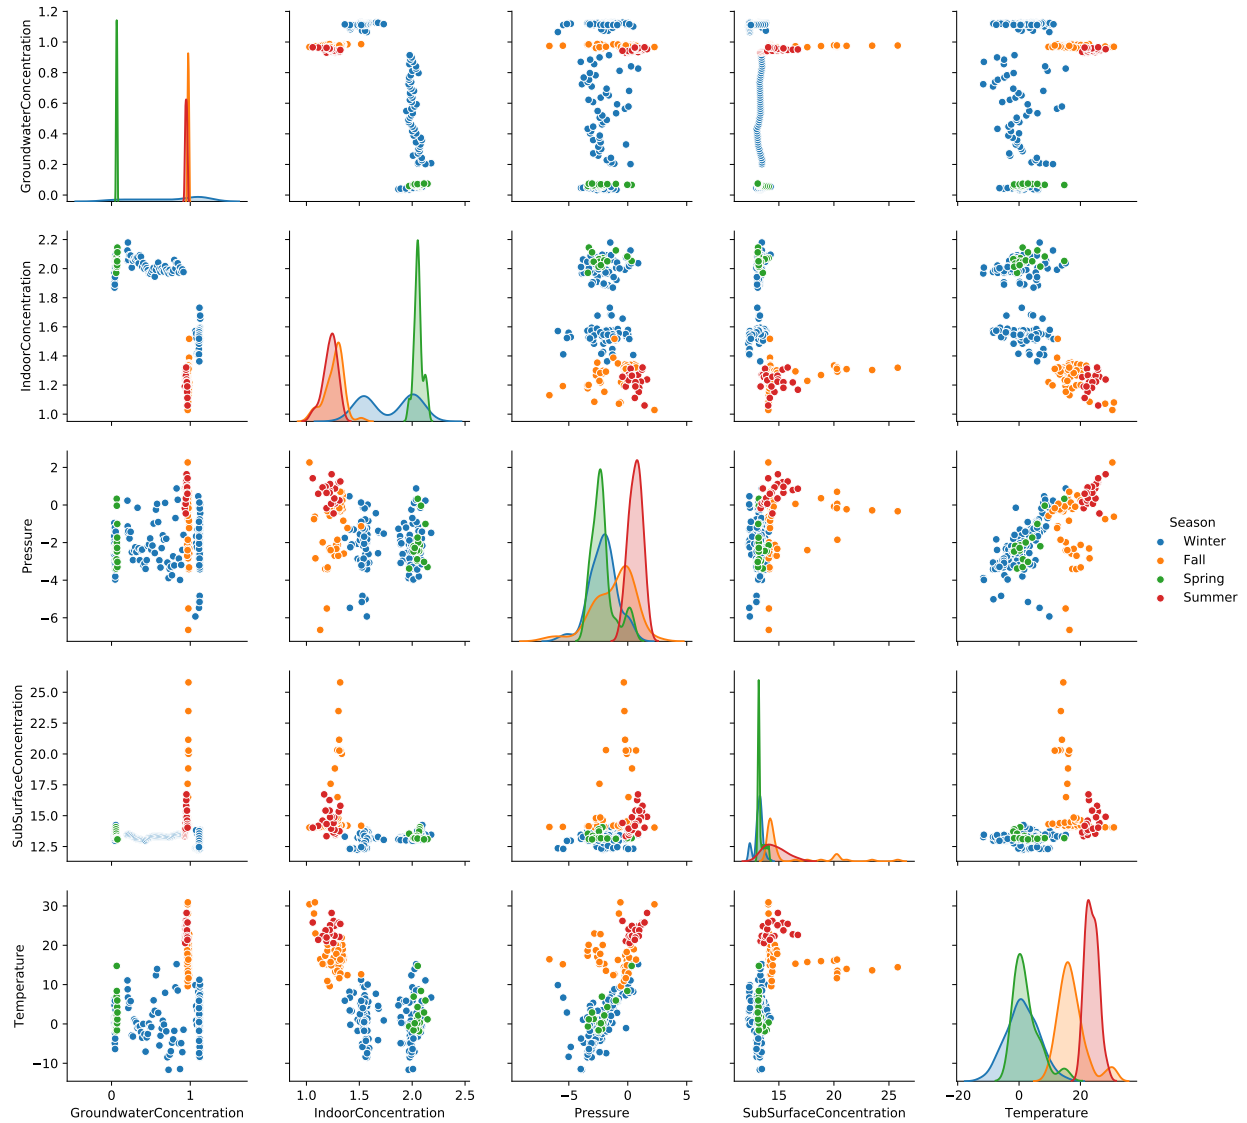 1.2
1.0
0.8
0.6
0.4
0.2
0.0
GroundwaterConcentration
2.2
2.0
1.8
1.6
1.4
1.2
1.0
IndoorConcentration
2
0
−2
−4
−6
Pressure
Season
Winter
Fall
Spring
Summer
25.0
22.5
20.0
17.5
15.0
12.5
SubSurfaceConcentration
30
20
10
0
−10
Temperature
0 1
GroundwaterConcentration
1.0 1.5 2.0 2.5
IndoorConcentration
−5 0 5
Pressure
15 20 25
SubSurfaceConcentration
−20 0 20
Temperature